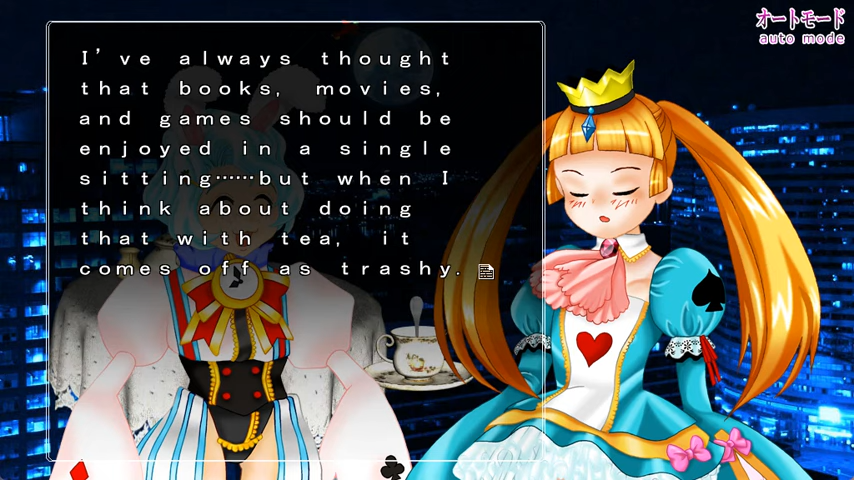 オートモード
auto mode
I've always thought
that books, movies,
and games should be
enjoyed in a single
sitting……but when I
think about doing
that with tea, it
comes off as trashy.